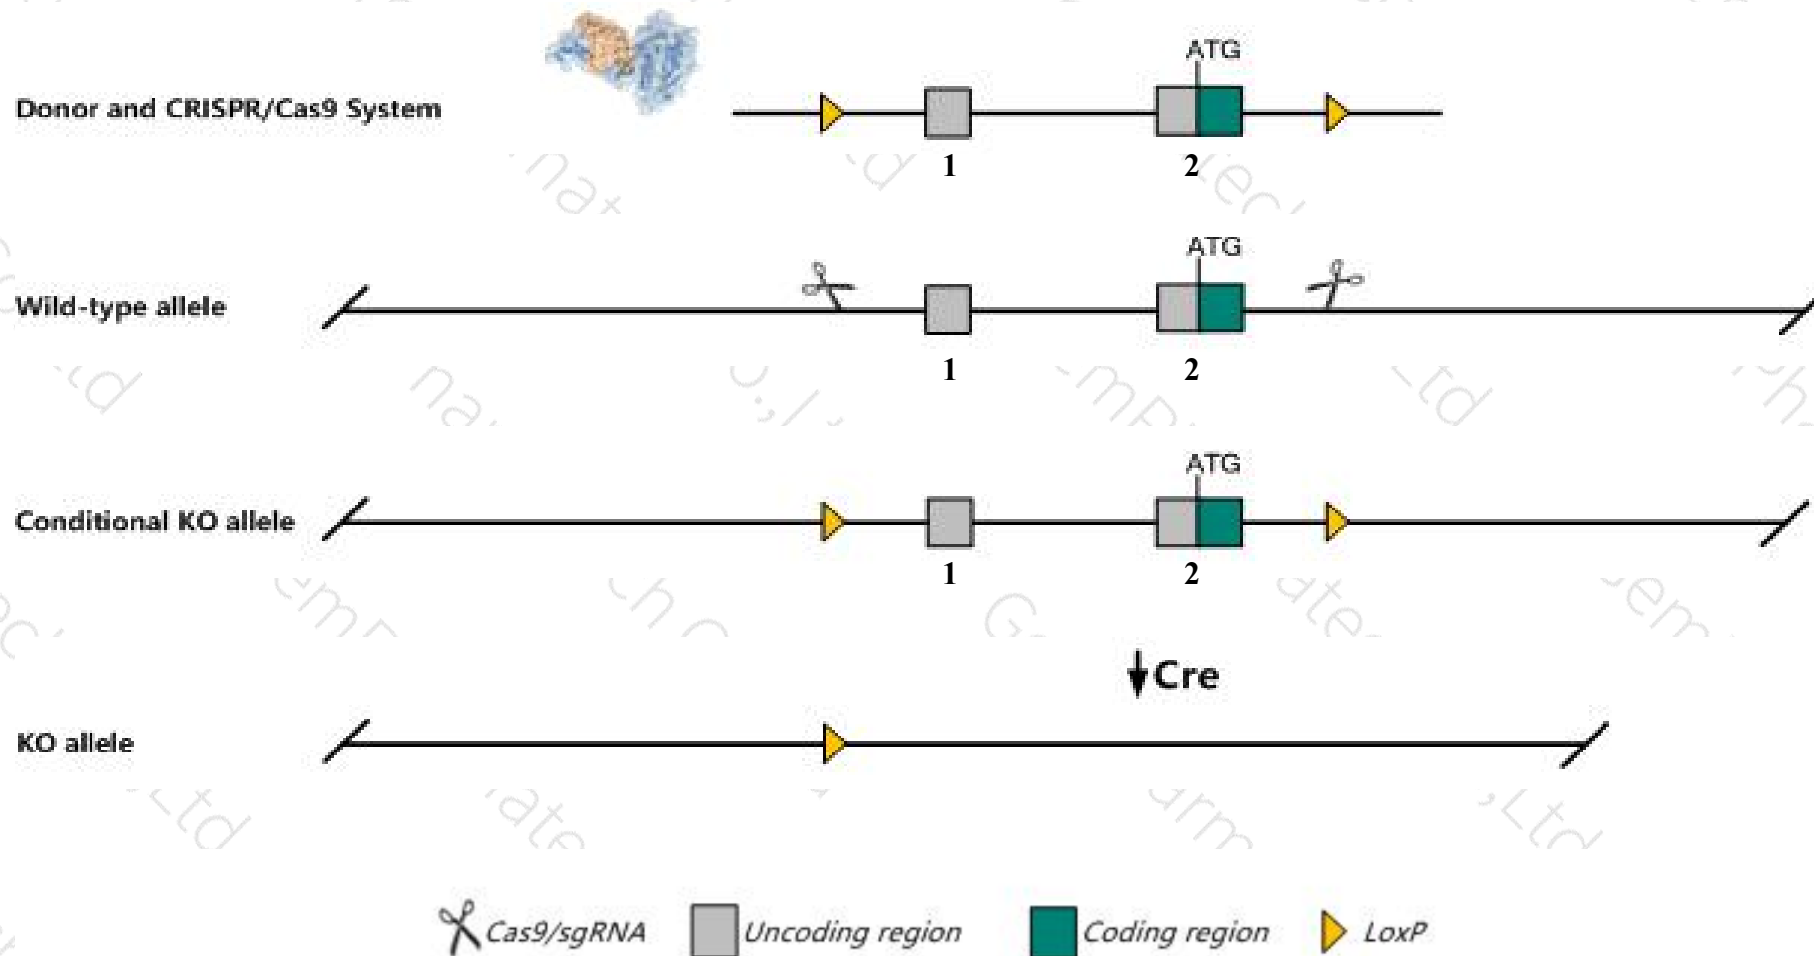 ATG
Donor and CRISPR/Cas9 System
1 2
ATG
Wild-type allele
1 2
ATG
Conditional KO allele
1 2
Cre
KO allele
Cas9/sgRNA Uncoding region Coding region LoxP